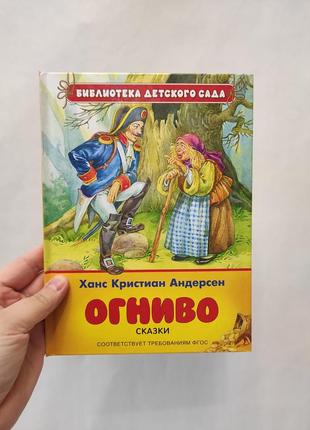 БИБЛИОТЕКА ДЕТСКОГО САДА
Ханс Кристиан Андерсен
ОГНИВО
СКАЗКИ
СООТВЕТСТВУЕТ ТРЕБОВАНИЯМ ФГОС